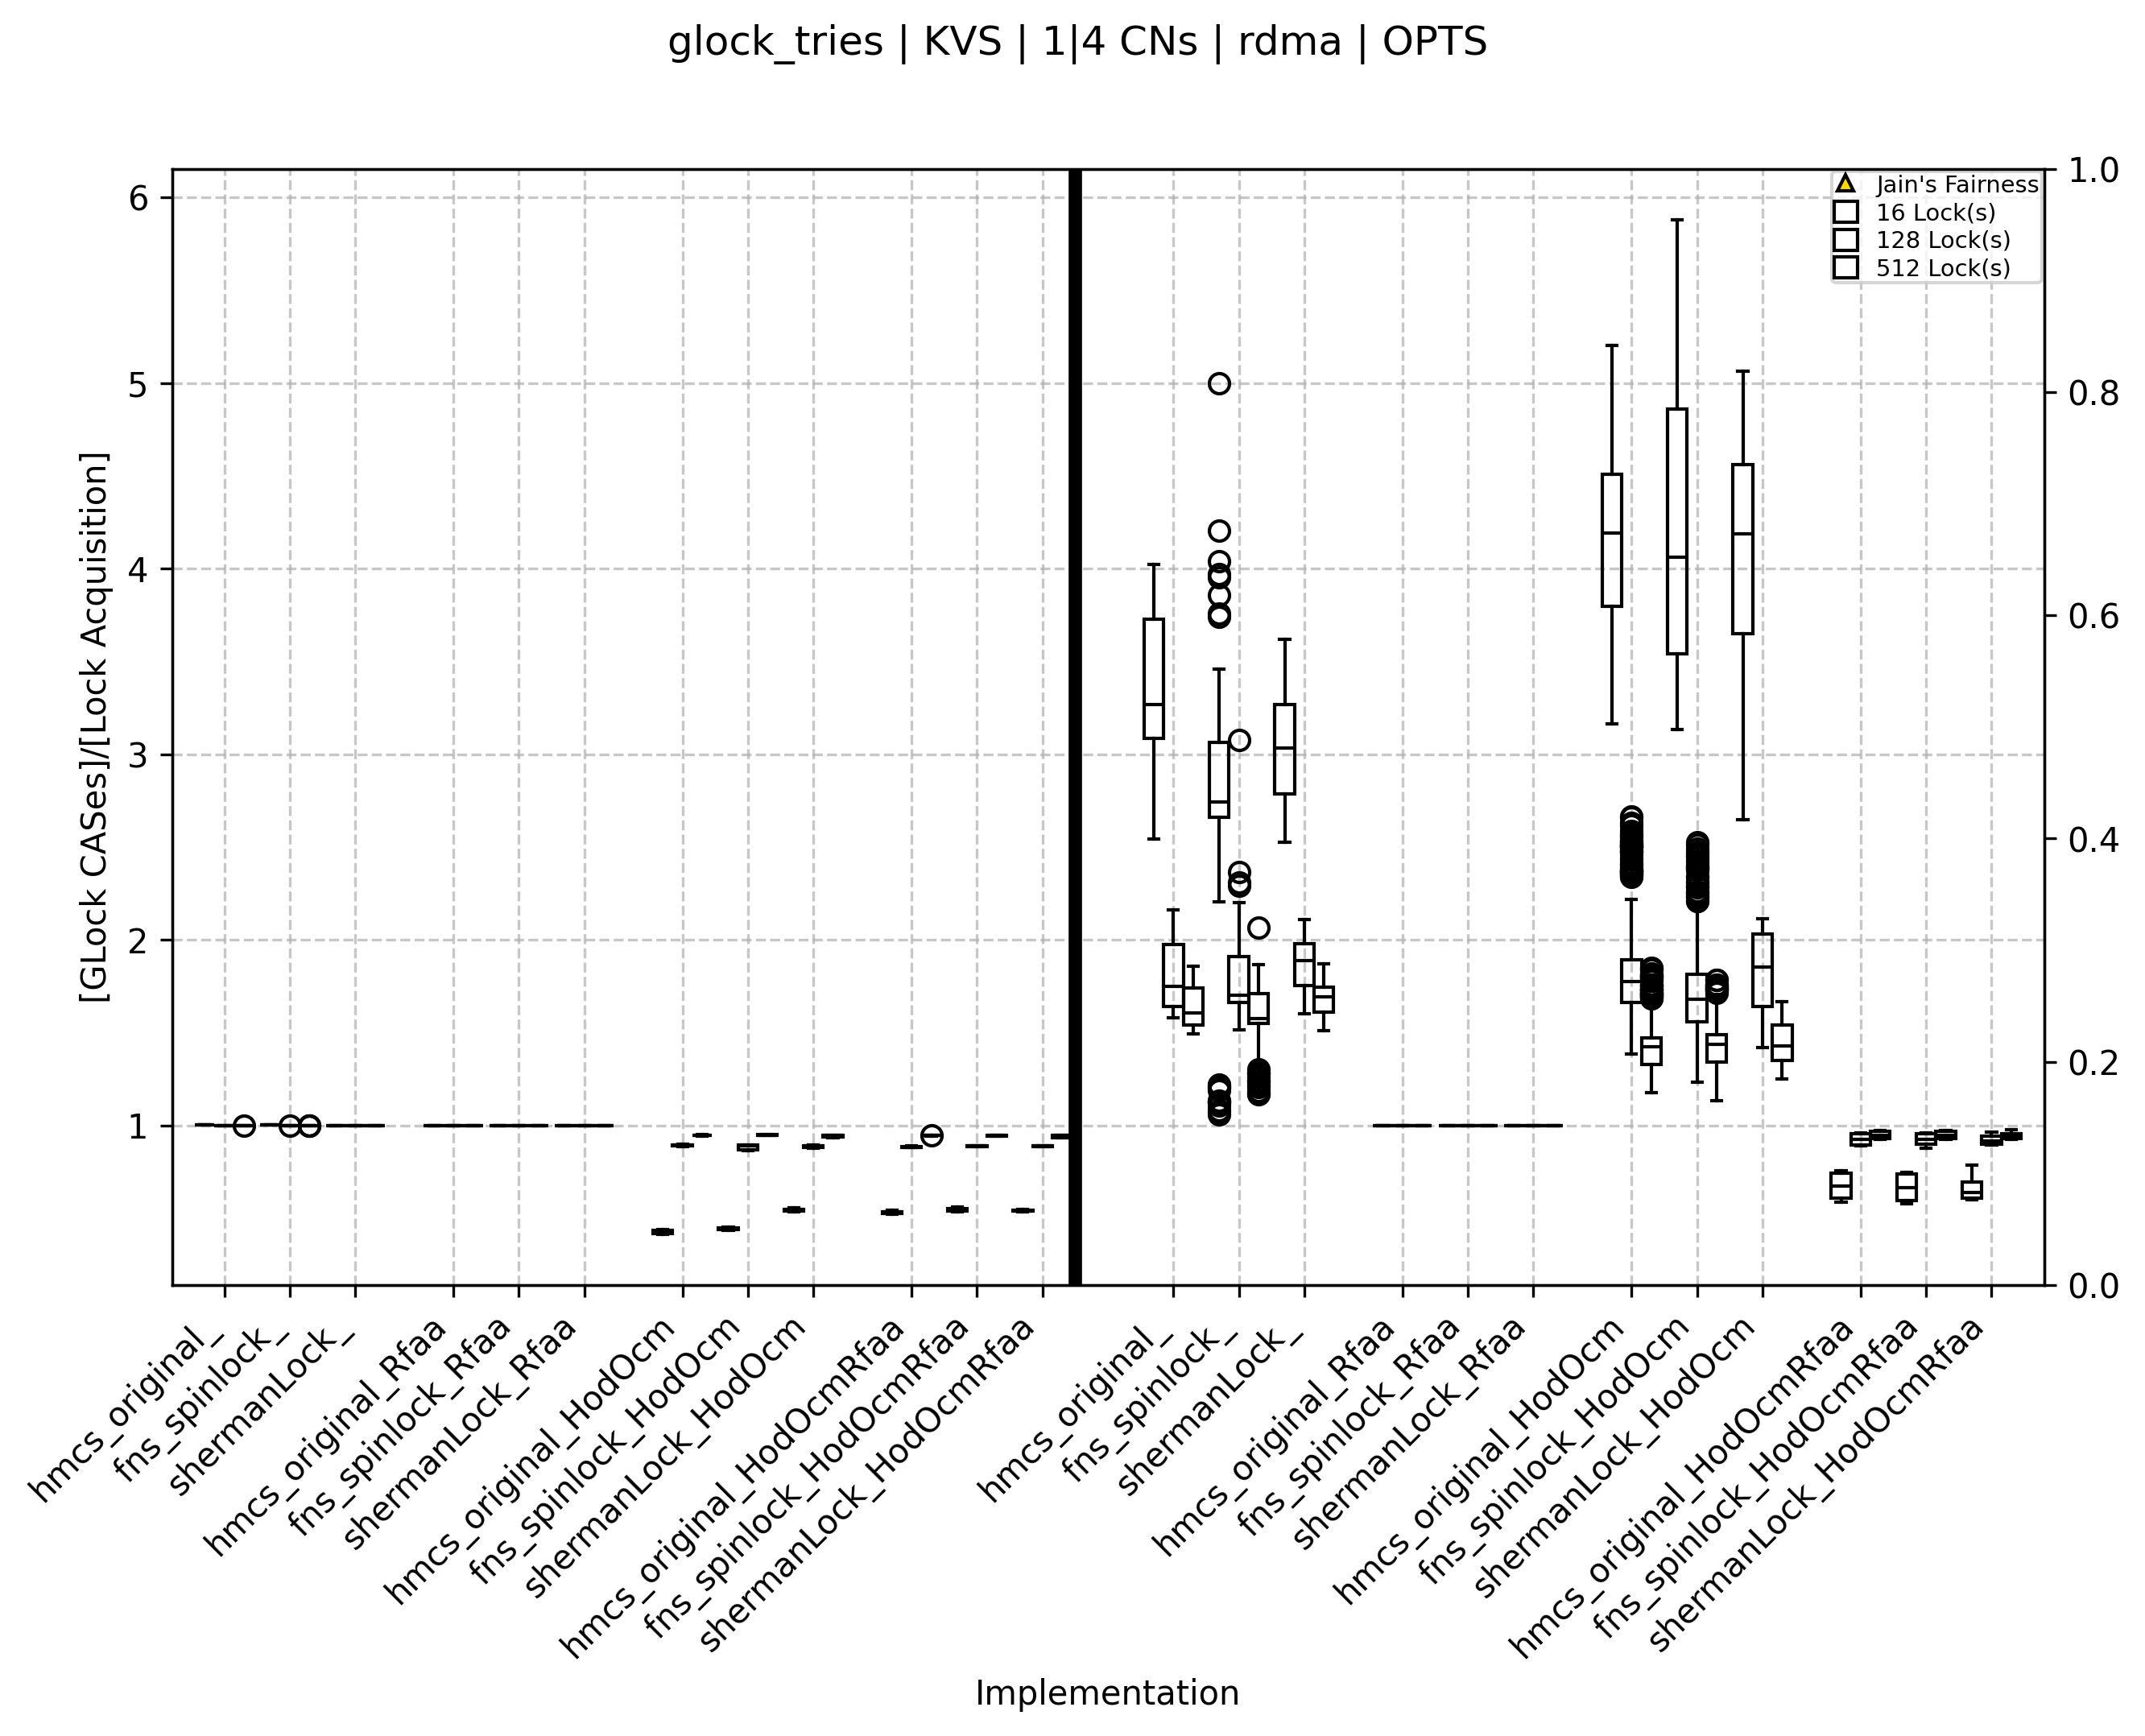 glock_tries | KVS | 1|4 CNs | rdma | OPTS
[GLock CASes]/[Lock Acquisition]
6
5
4
3
2
1
1.0
0.8
0.6
0.4
0.2
0.0
Jain's Fairness
16 Lock(s)
128 Lock(s)
512 Lock(s)
hmcs_original_
fns_spinlock_
shermanLock_
hmcs_original_Rfaa
fns_spinlock_Rfaa
shermanLock_Rfaa
hmcs_original_HodOcm
fns_spinlock_HodOcm
shermanLock_HodOcm
hmcs_original_HodOcmRfaa
fns_spinlock_HodOcmRfaa
shermanLock_HodOcmRfaa
hmcs_original_
fns_spinlock_
shermanLock_
hmcs_original_Rfaa
fns_spinlock_Rfaa
shermanLock_Rfaa
hmcs_original_HodOcm
fns_spinlock_HodOcm
shermanLock_HodOcm
hmcs_original_HodOcmRfaa
fns_spinlock_HodOcmRfaa
shermanLock_HodOcmRfaa
Implementation